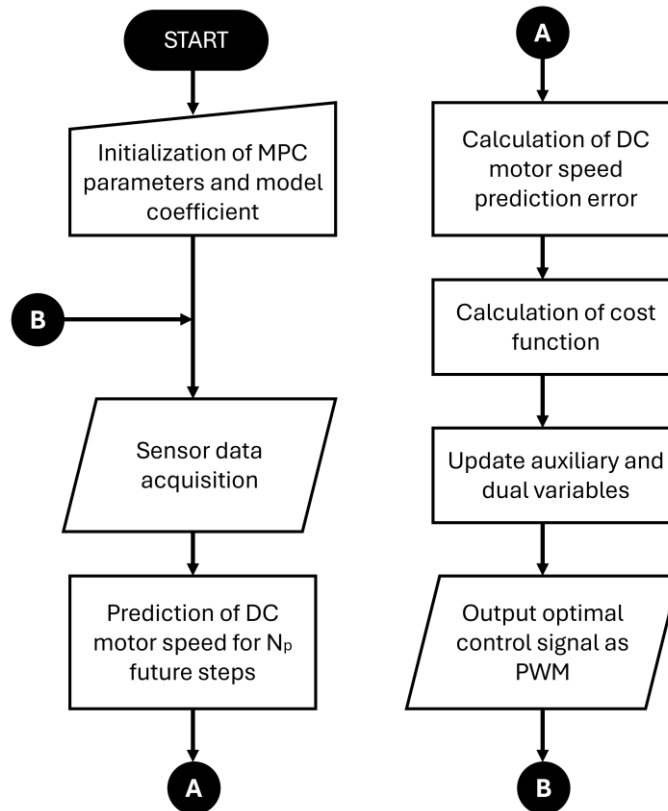 START
Initialization of MPC
parameters and model
coefficient
B
Sensor data
acquisition
Prediction of DC
motor speed for Nₚ
future steps
A
A
Calculation of DC
motor speed
prediction error
Calculation of cost
function
Update auxiliary and
dual variables
Output optimal
control signal as
PWM
B